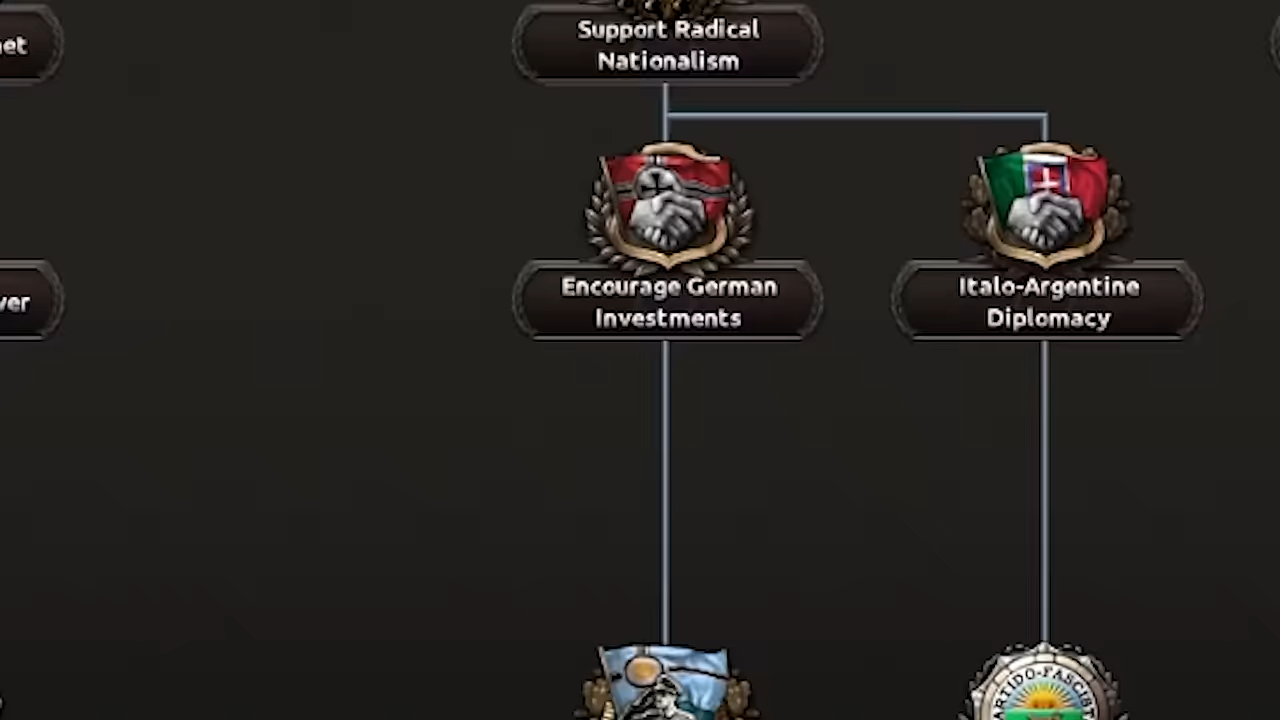 Support Radical
Nationalism
Encourage German
Investments
Italo-Argentine
Diplomacy